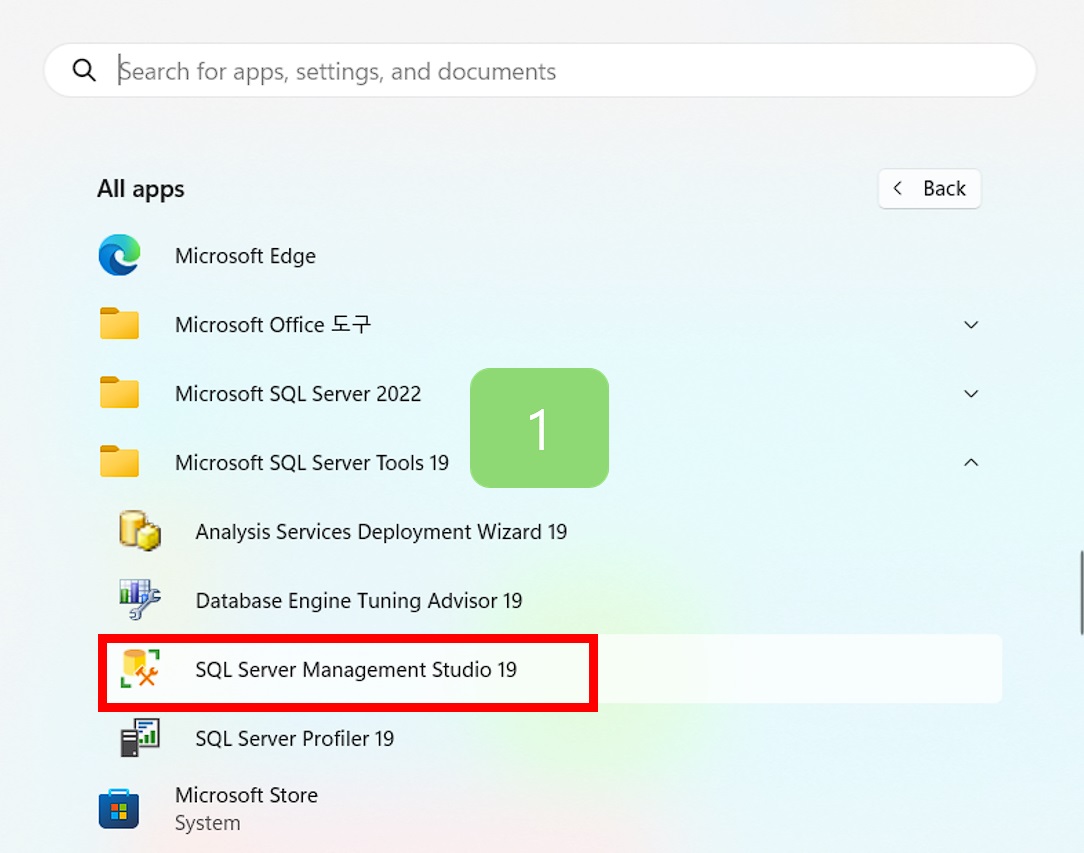 Search for apps, settings, and documents
All apps
Back
Microsoft Edge
Microsoft Office 도구
Microsoft SQL Server 2022
1
Microsoft SQL Server Tools 19
Analysis Services Deployment Wizard 19
Database Engine Tuning Advisor 19
SQL Server Management Studio 19
SQL Server Profiler 19
Microsoft Store
System